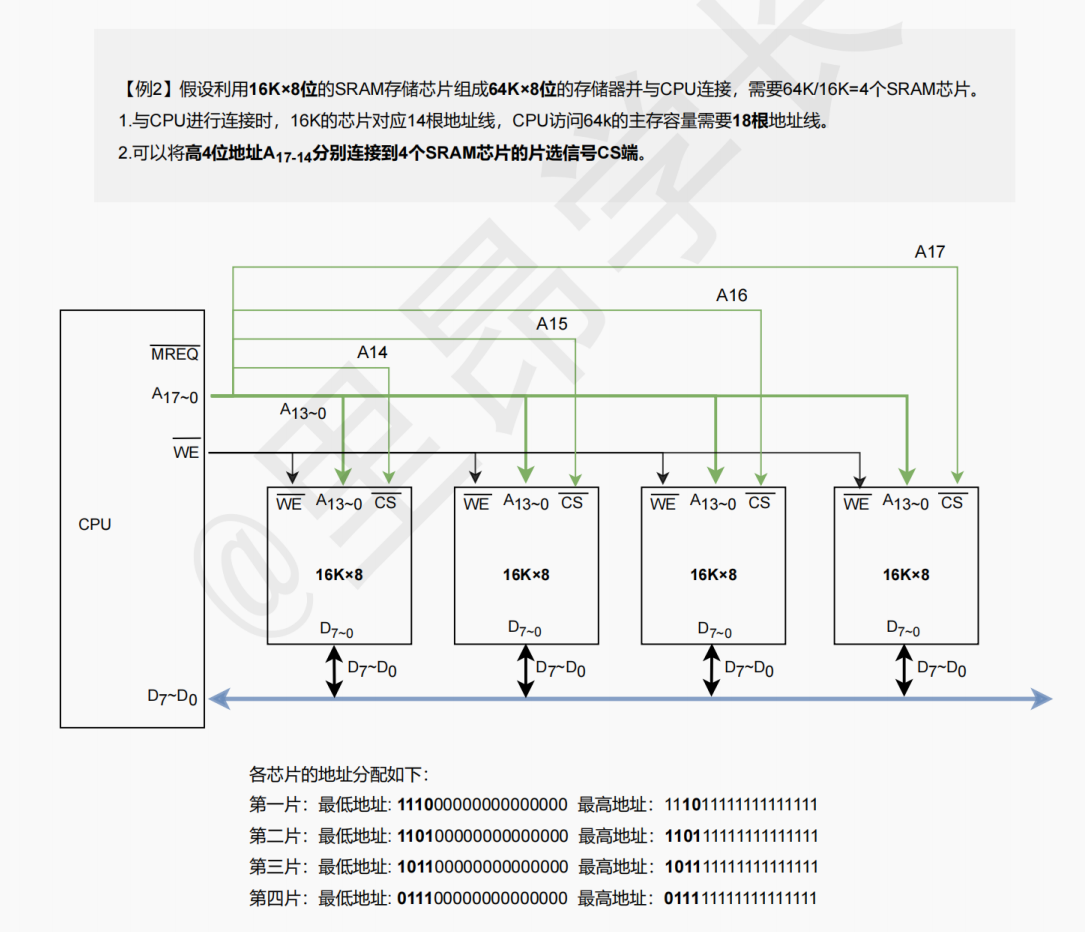 【例2】假设利用16K×8位的SRAM存储芯片组成64K×8位的存储器并与CPU连接，需要64K/16K=4个SRAM芯片。
1.与CPU进行连接时，16K的芯片对应14根地址线，CPU访问64k的主存容量需要18根地址线。
2.可以将高4位地址A17-14分别连接到4个SRAM芯片的片选信号CS端。
A17
A16
A15
A14
MREQ
A17~0
A13~0
WE
CPU
WE A13~0 CS
WE A13~0 CS
WE A13~0 CS
WE A13~0 CS
16K×8
16K×8
16K×8
16K×8
D7~0
D7~0
D7~0
D7~0
D7~D0
D7~D0
D7~D0
D7~D0
D7~D0
各芯片的地址分配如下：
第一片：最低地址: 111000000000000000 最高地址：111011111111111111
第二片：最低地址: 110100000000000000 最高地址：110111111111111111
第三片：最低地址: 101100000000000000 最高地址：101111111111111111
第四片：最低地址: 011100000000000000 最高地址：011111111111111111
@里昂学长